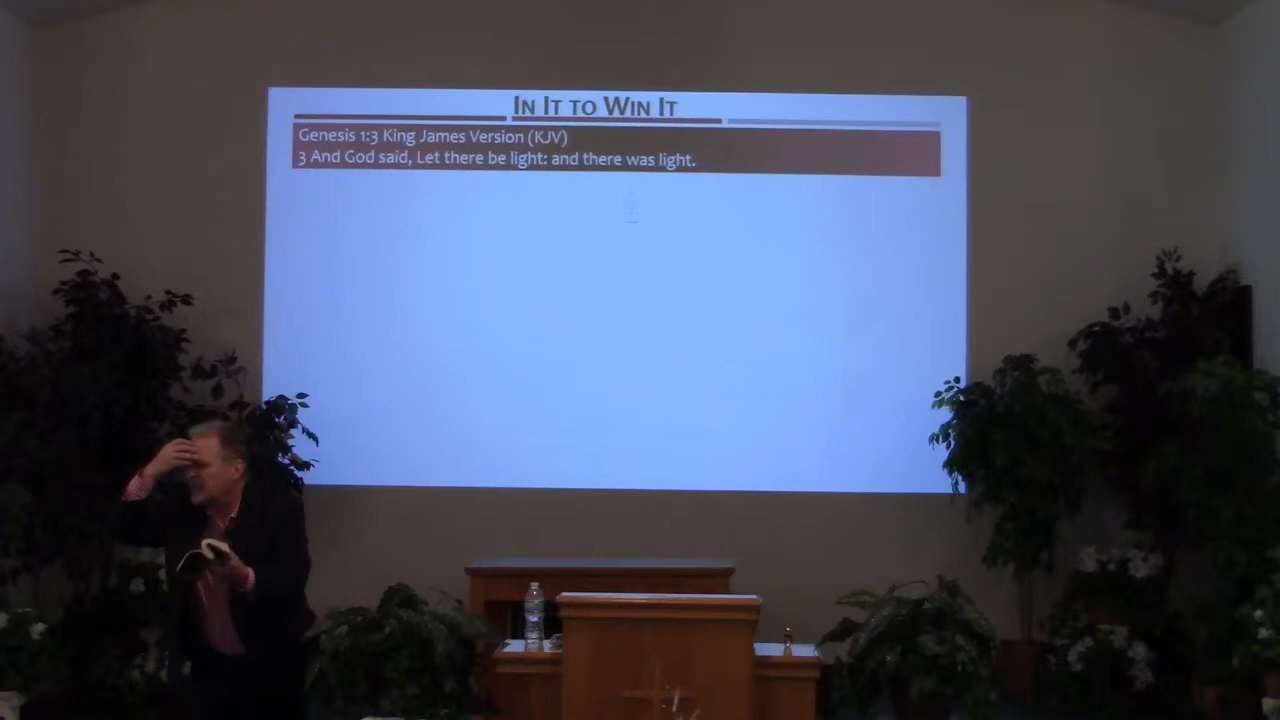 In It to Win It
Genesis 1:3 King James Version (KJV)
3 And God said, Let there be light: and there was light.